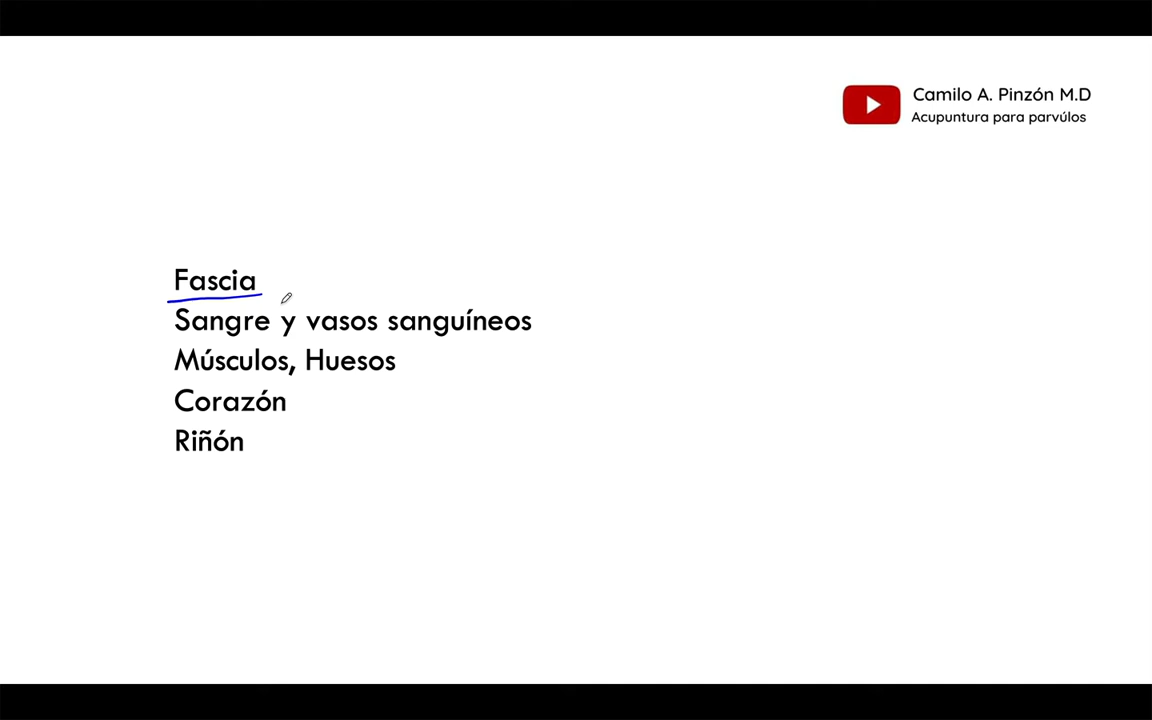 Camilo A. Pinzón M.D
Acupuntura para parvúlos
Fascia
Sangre y vasos sanguíneos
Músculos, Huesos
Corazón
Riñón